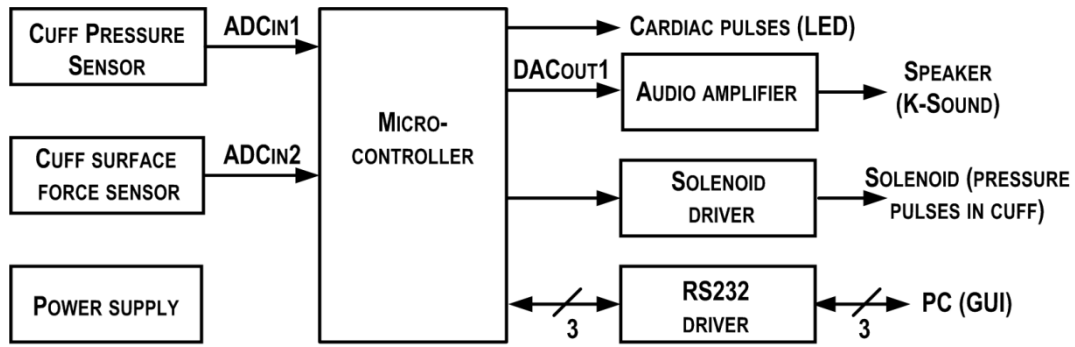 CUFF PRESSURE
SENSOR
ADCIN1
CUFF SURFACE
FORCE SENSOR
ADCIN2
POWER SUPPLY
MICRO-
CONTROLLER
CARDIAC PULSES (LED)
DACOUT1
AUDIO AMPLIFIER
SPEAKER
(K-SOUND)
SOLENOID
DRIVER
SOLENOID (PRESSURE
PULSES IN CUFF)
3
RS232
DRIVER
3
PC (GUI)